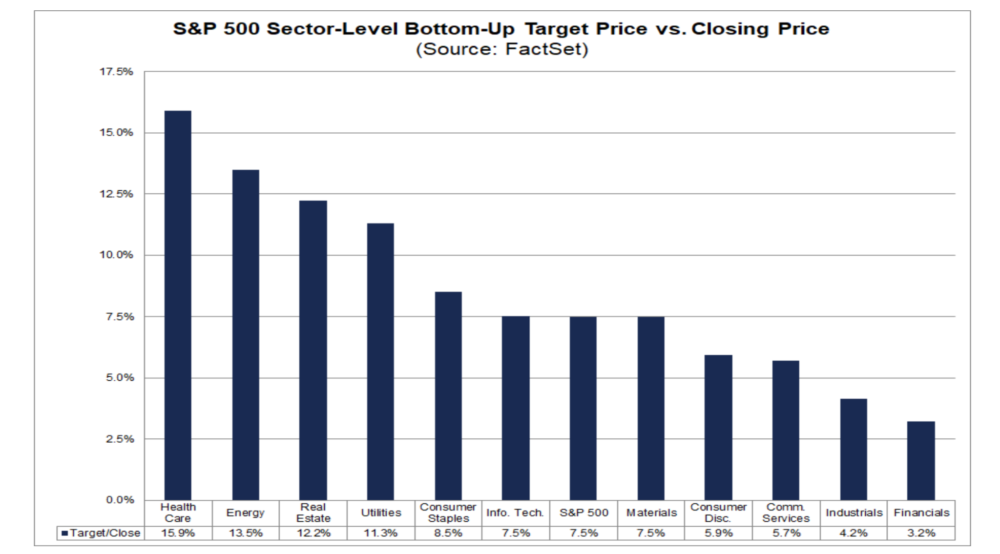 S&P 500 Sector-Level Bottom-Up Target Price vs. Closing Price
(Source: FactSet)
17.5%
15.0%
12.5%
10.0%
7.5%
5.0%
2.5%
0.0%
Health Care
Energy
Real Estate
Utilities
Consumer Staples
Info. Tech.
S&P 500
Materials
Consumer Disc.
Comm. Services
Industrials
Financials
Target/Close 15.9% 13.5% 12.2% 11.3% 8.5% 7.5% 7.5% 7.5% 5.9% 5.7% 4.2% 3.2%